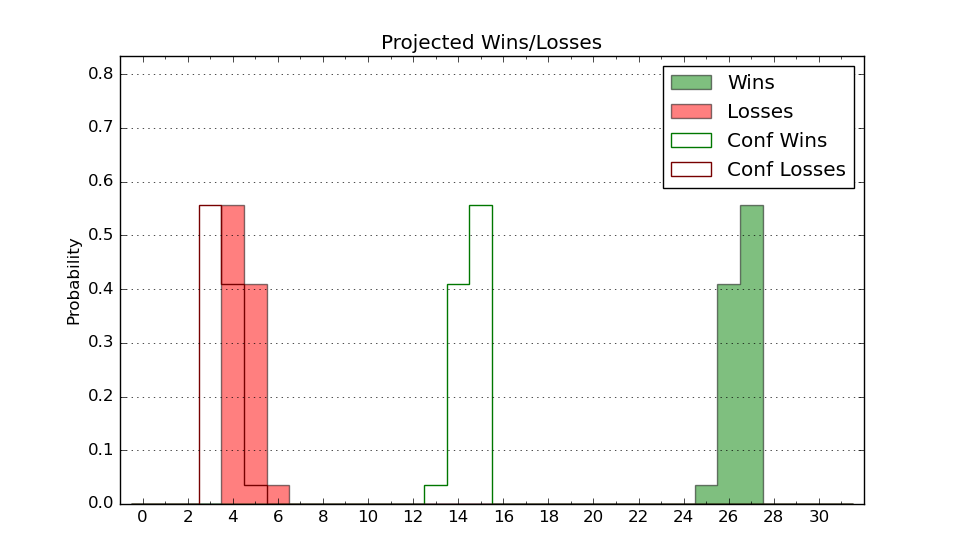 Projected Wins/Losses
0.8
0.7
0.6
0.5
0.4
0.3
0.2
0.1
0.0
Probability
Wins
Losses
Conf Wins
Conf Losses
0 2 4 6 8 10 12 14 16 18 20 22 24 26 28 30